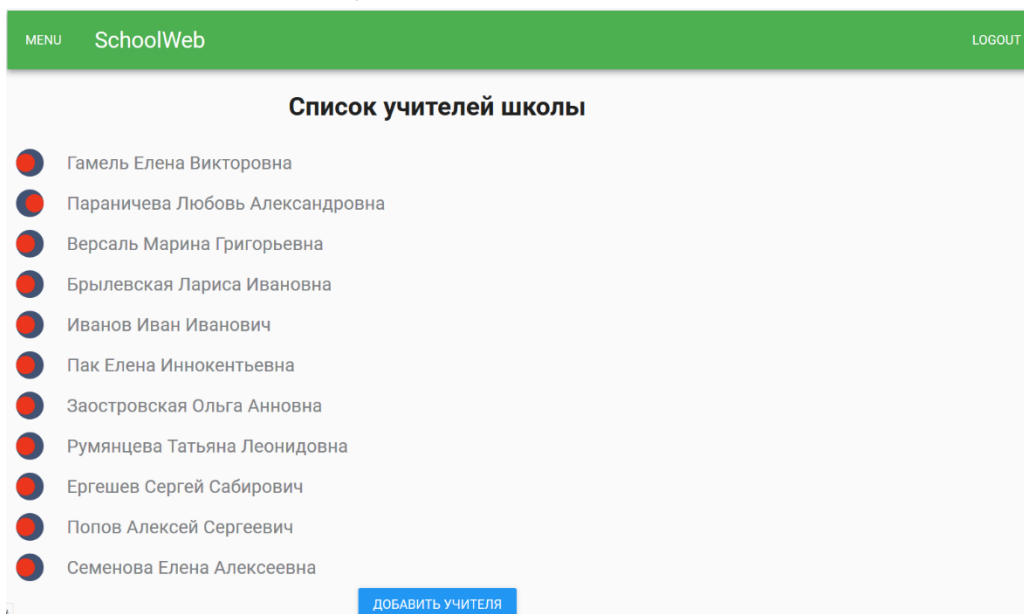 MENU SchoolWeb LOGOUT
Список учителей школы
Гамель Елена Викторовна
Параничева Любовь Александровна
Версаль Марина Григорьевна
Брылевская Лариса Ивановна
Иванов Иван Иванович
Пак Елена Иннокентьевна
Заостровская Ольга Анновна
Румянцева Татьяна Леонидовна
Ергешев Сергей Сабирович
Попов Алексей Сергеевич
Семенова Елена Алексеевна
ДОБАВИТЬ УЧИТЕЛЯ